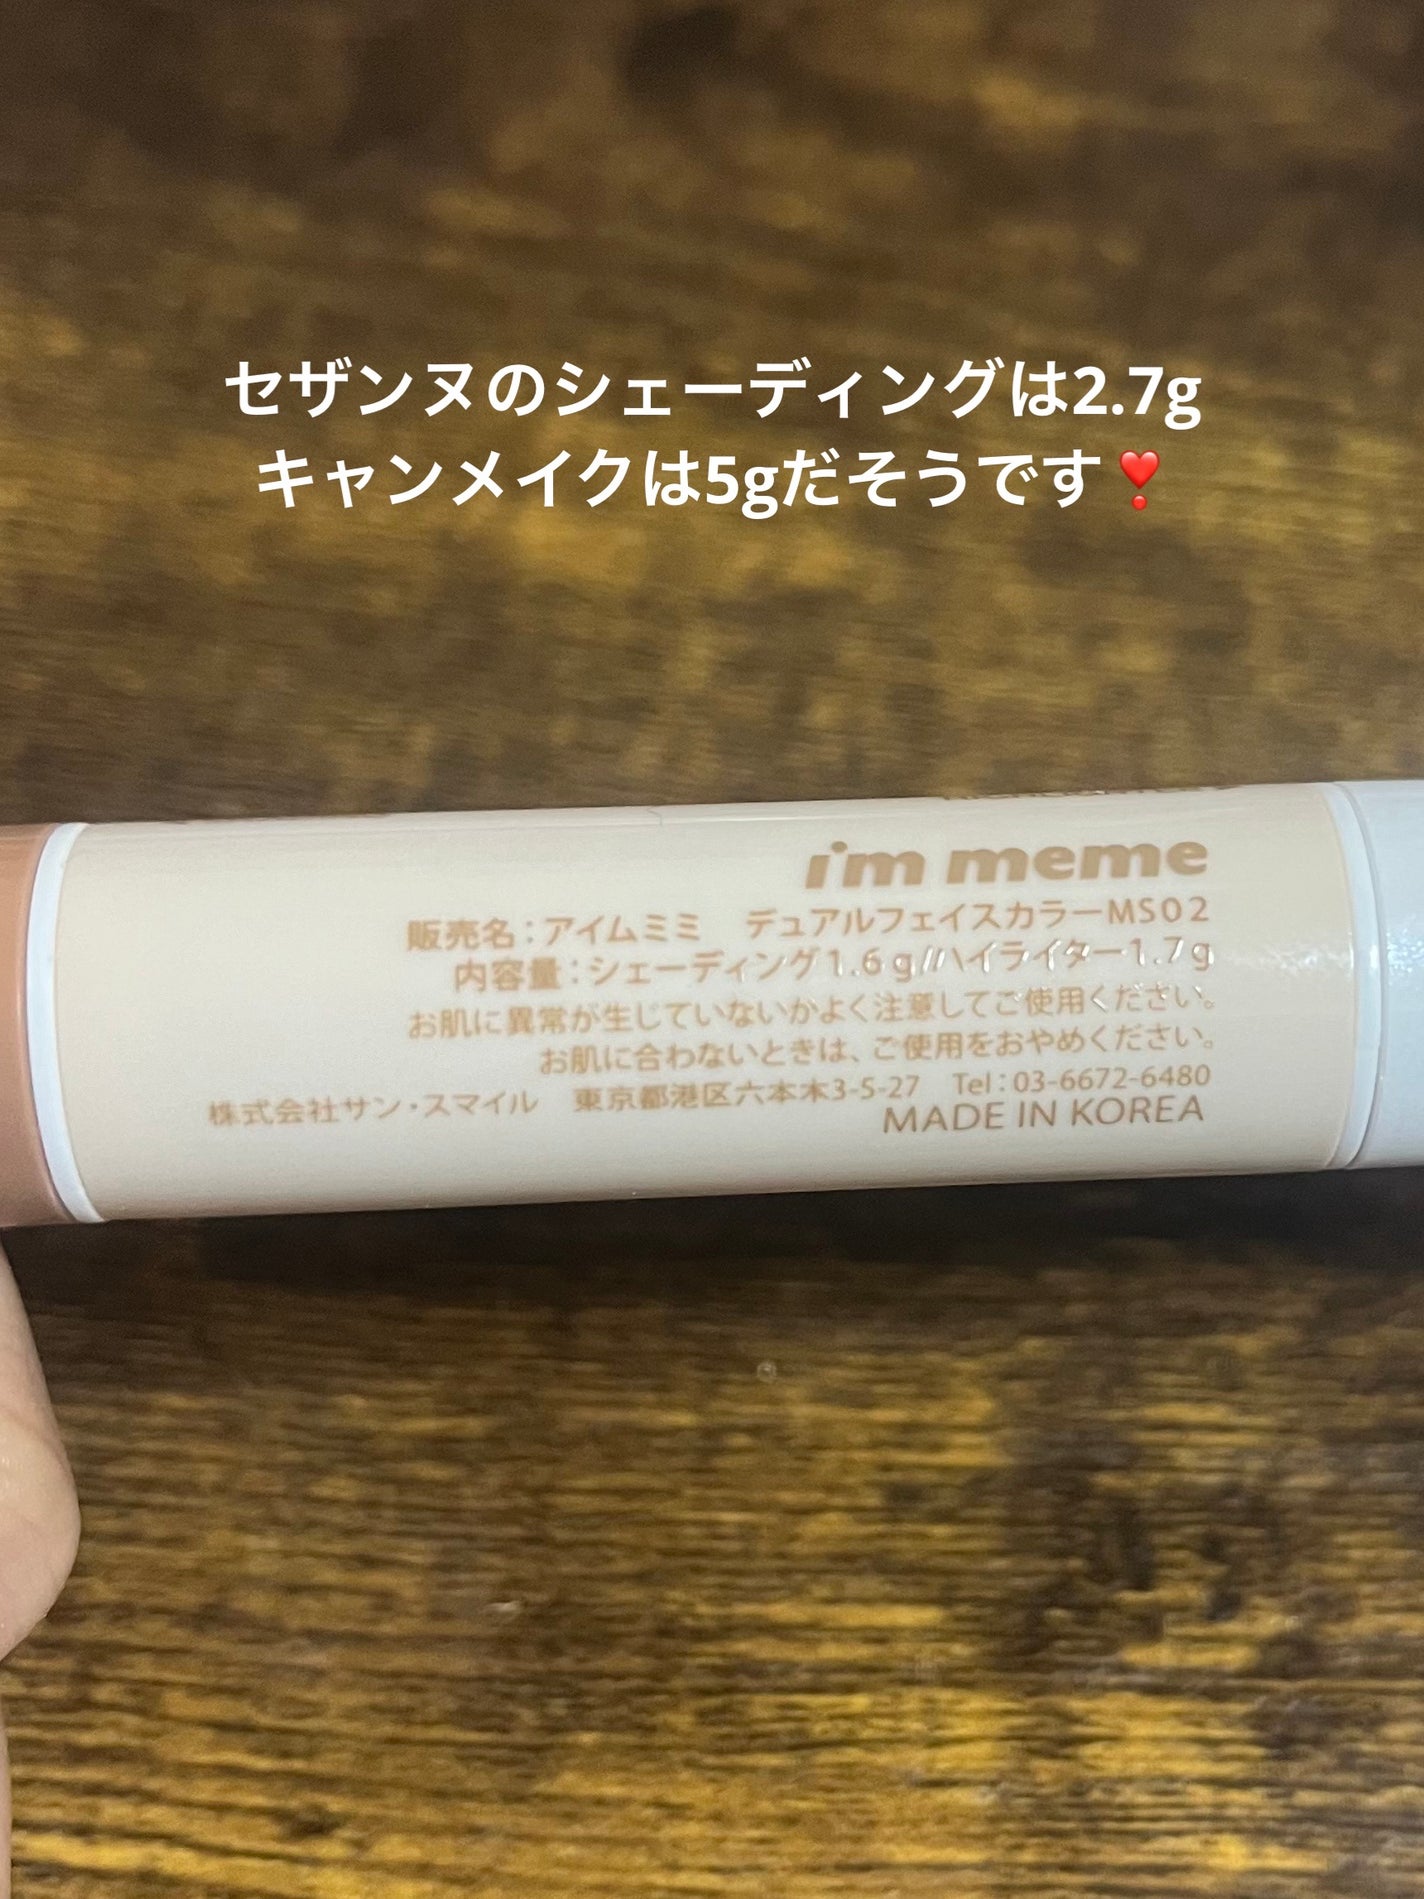 セザンヌのシェーディングは2.7g
キャンメイクは5gだそうです❣️
i'm meme
販売名：アイムミミ　デュアルフェイスカラーMS02
内容量：シェーディング1.6g//ハイライター1.7g
お肌に異常が生じていないかよく注意してご使用ください。
お肌に合わないときは、ご使用をおやめください。
株式会社サン・スマイル　東京都港区六本木3-5-27　Tel：03-6672-6480
MADE IN KOREA